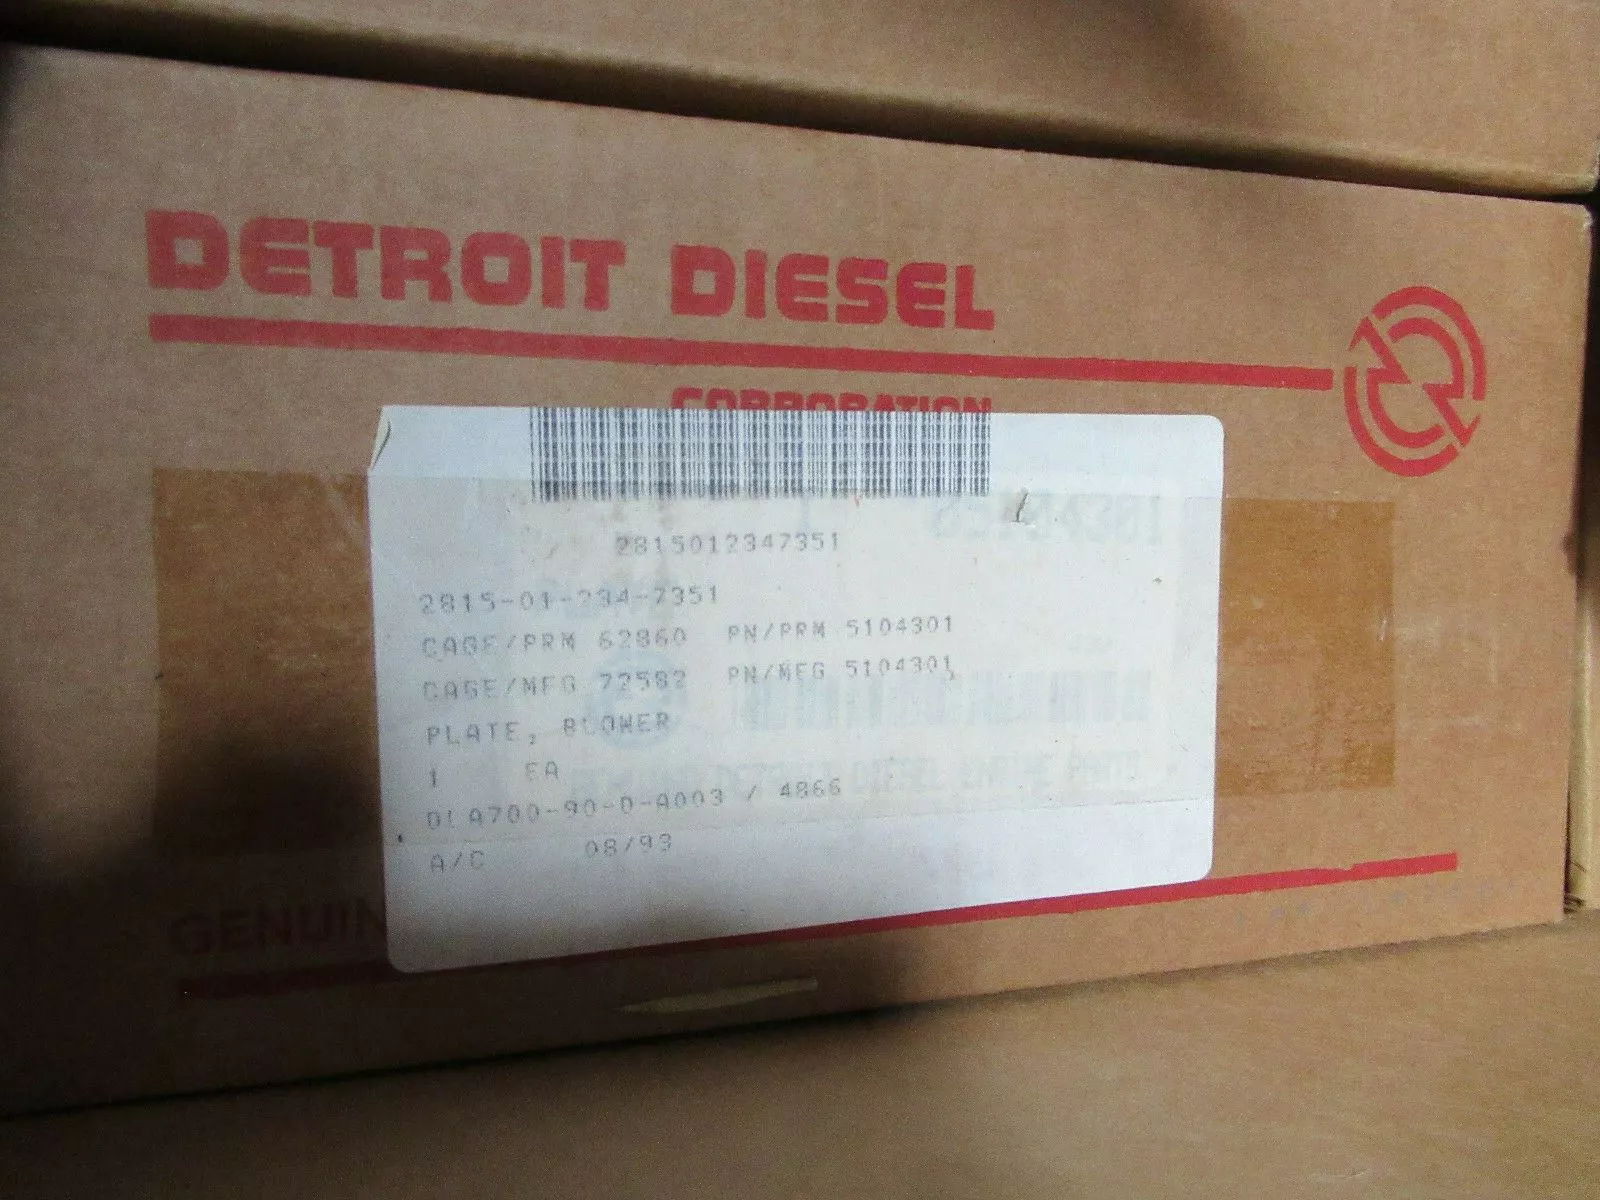 DETROIT DIESEL
CORPORATION
2815012347351
2815-01-234-7351
CAGE/PRM 62860 PN/PRM 5104301
CAGE/MFG 72582 PN/MFG 5104301
PLATE, BLOWER
1 EA
DLA700-90-D-A003 / 4866
A/C 08/93